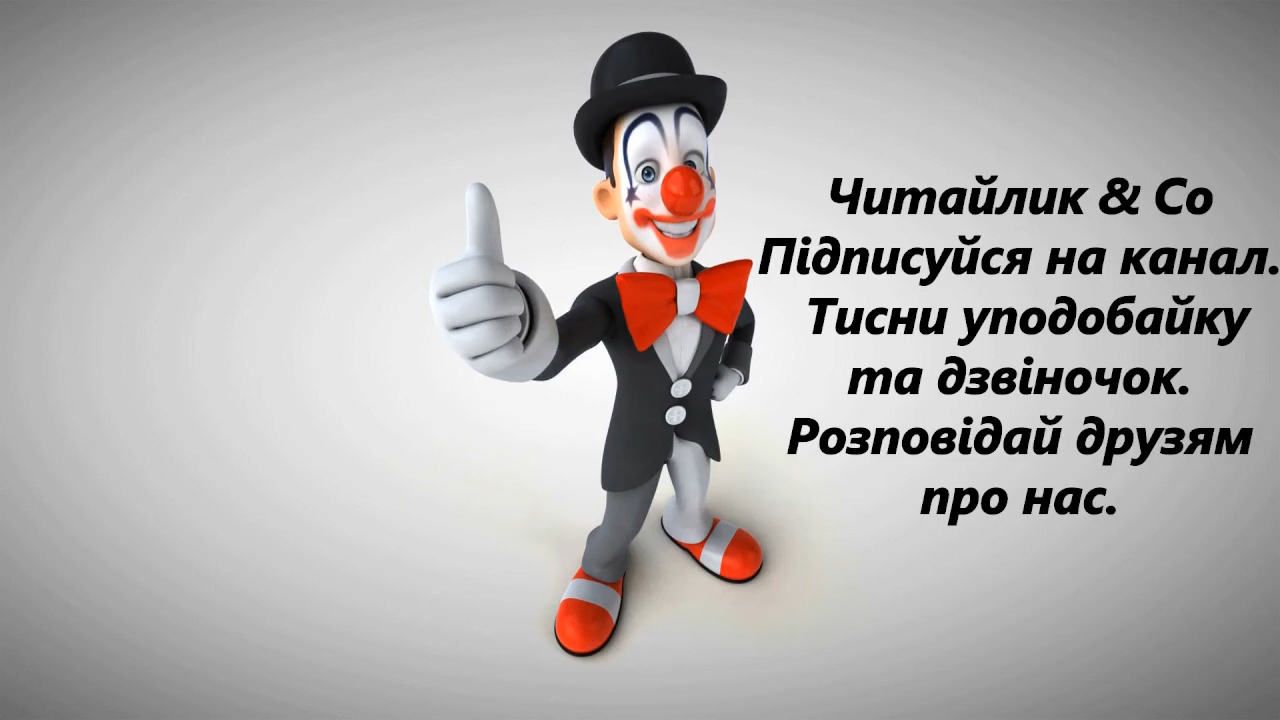 Читайлик & Co
Підписуйся на канал.
Тисни уподобайку
та дзвіночок.
Розповідай друзям
про нас.